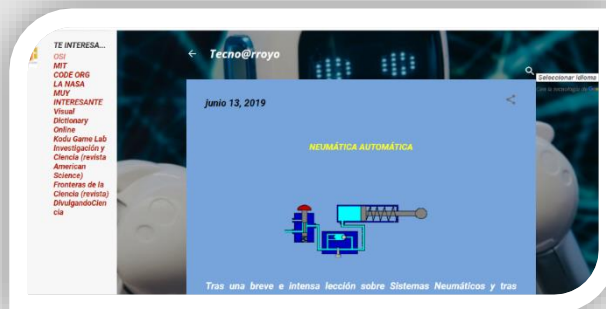 TE INTERESA...
OSI
MIT
CODE ORG
LA NASA
MUY
INTERESANTE
Visual
Dictionary
Online
Kodu Game Lab
Investigación y
Ciencia (revista
American
Science)
Fronteras de la
Ciencia (revista)
DivulgandoCien
cia
Tecno@rroyo
Seleccionar idioma
junio 13, 2019
NEUMÁTICA AUTOMÁTICA
Tras una breve e intensa lección sobre Sistemas Neumáticos y tras